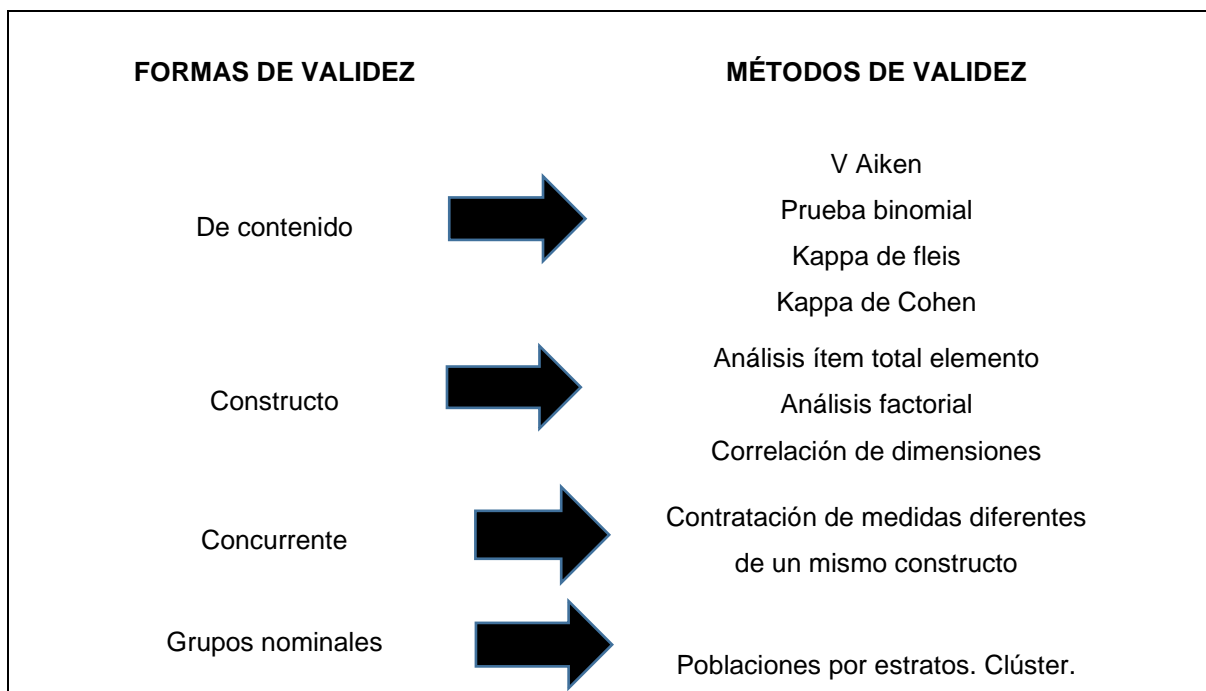 FORMAS DE VALIDEZ
MÉTODOS DE VALIDEZ
De contenido
V Aiken
Prueba binomial
Kappa de fleis
Kappa de Cohen
Constructo
Análisis ítem total elemento
Análisis factorial
Correlación de dimensiones
Concurrente
Contratación de medidas diferentes
de un mismo constructo
Grupos nominales
Poblaciones por estratos. Clúster.